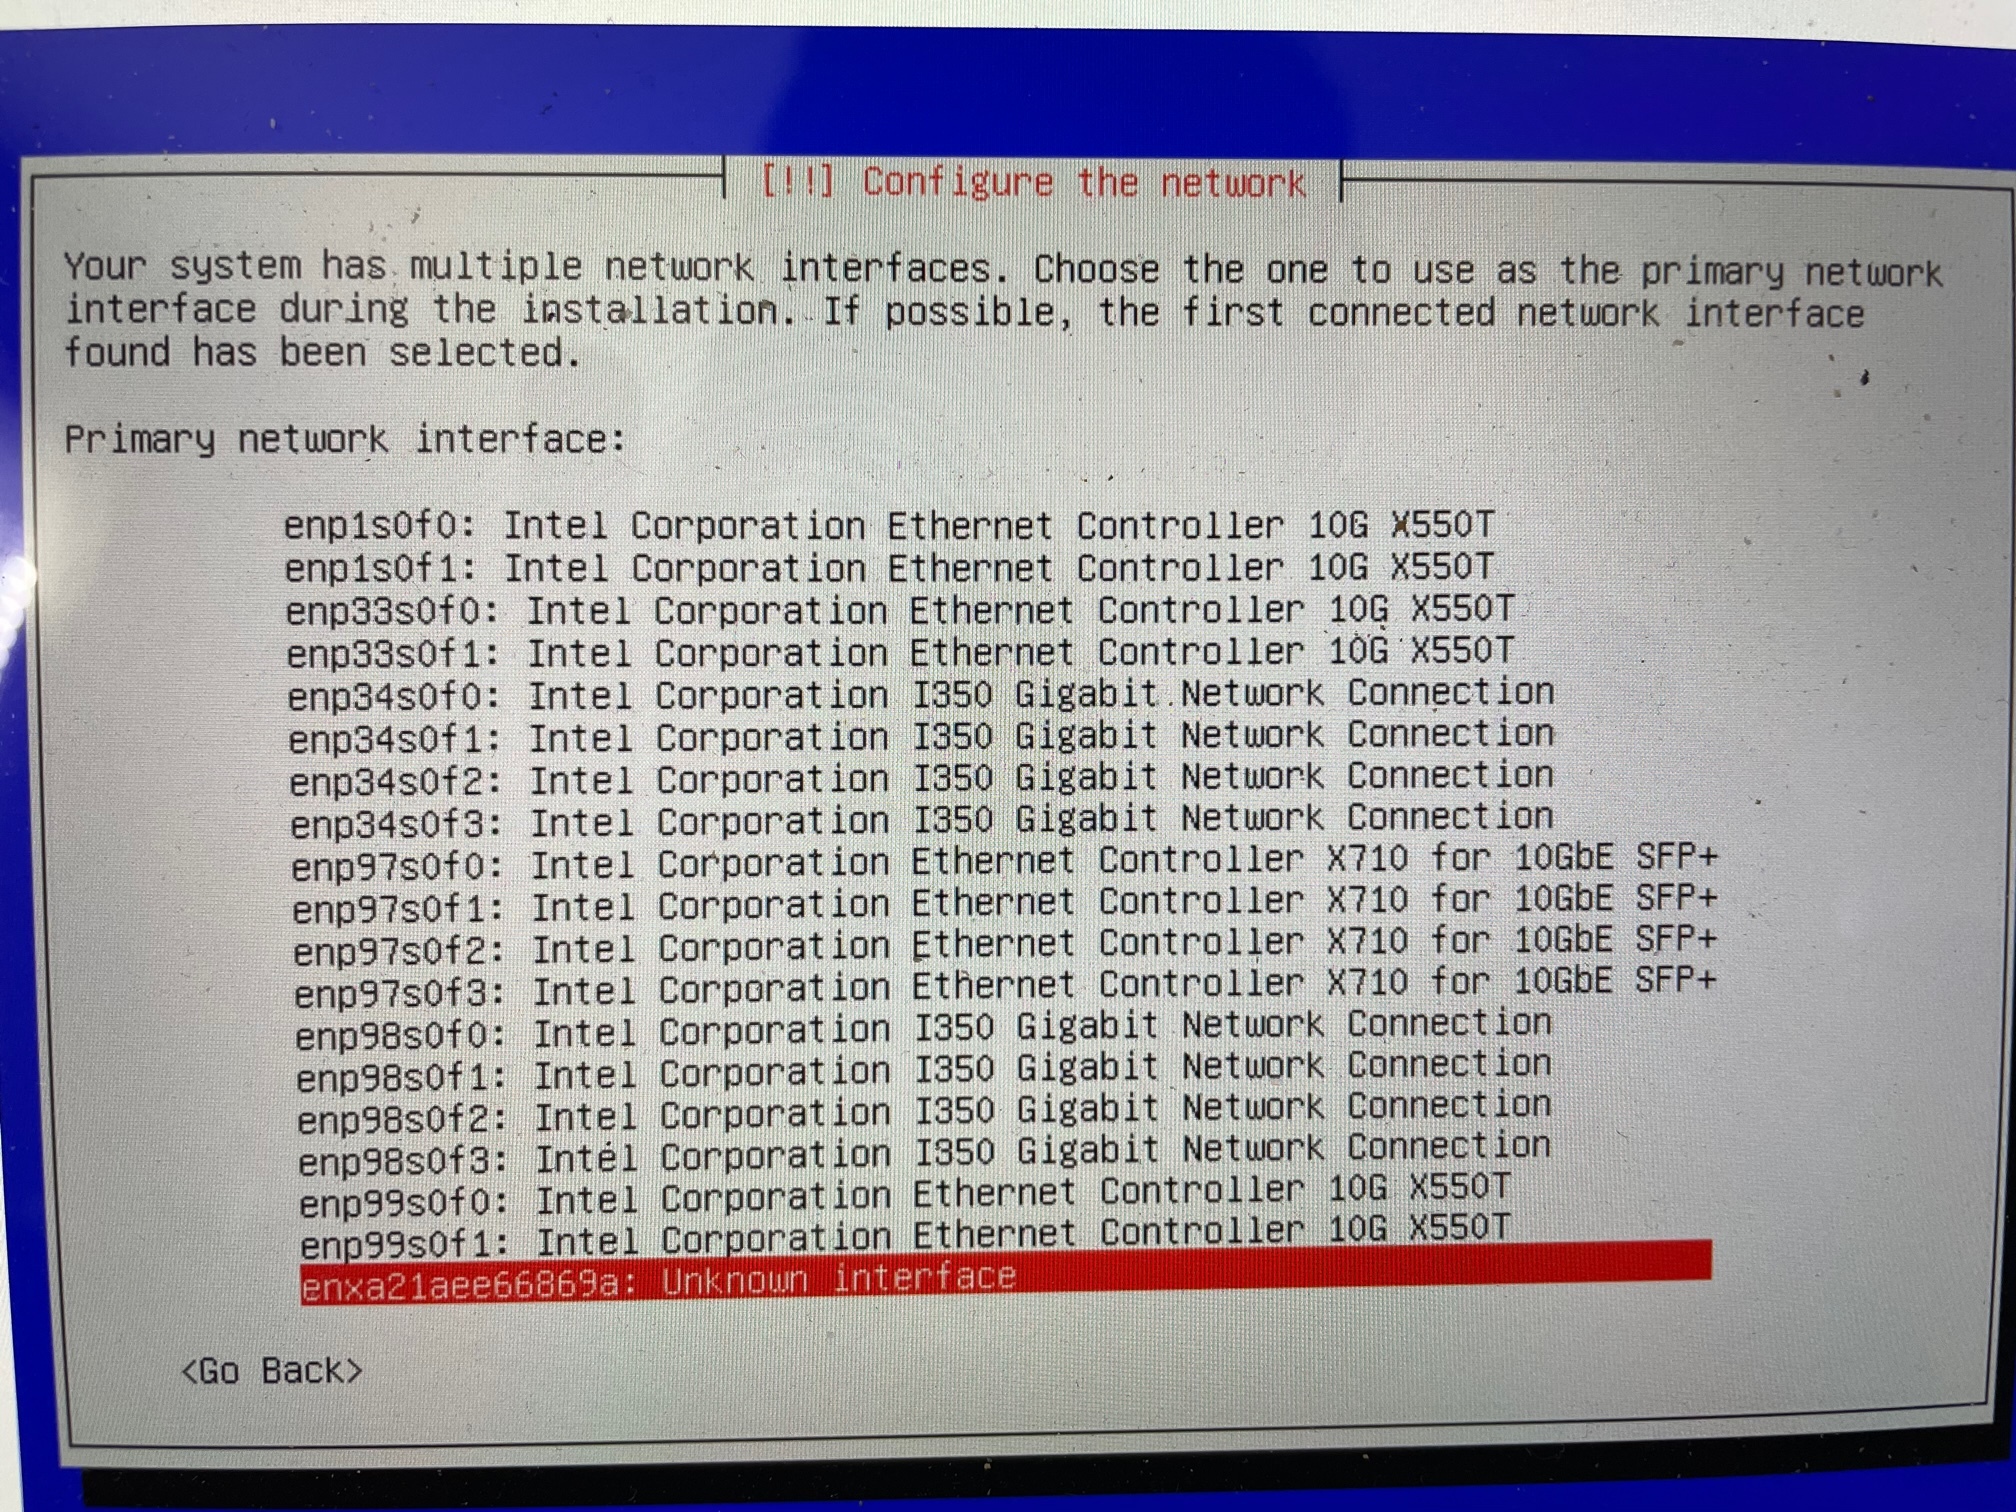 [!!] Configure the network
Your system has multiple network interfaces. Choose the one to use as the primary network
interface during the installation. If possible, the first connected network interface
found has been selected.
Primary network interface:
enp1s0f0: Intel Corporation Ethernet Controller 10G X550T
enp1s0f1: Intel Corporation Ethernet Controller 10G X550T
enp33s0f0: Intel Corporation Ethernet Controller 10G X550T
enp33s0f1: Intel Corporation Ethernet Controller 10G X550T
enp34s0f0: Intel Corporation I350 Gigabit Network Connection
enp34s0f1: Intel Corporation I350 Gigabit Network Connection
enp34s0f2: Intel Corporation I350 Gigabit Network Connection
enp34s0f3: Intel Corporation I350 Gigabit Network Connection
enp97s0f0: Intel Corporation Ethernet Controller X710 for 10GbE SFP+
enp97s0f1: Intel Corporation Ethernet Controller X710 for 10GbE SFP+
enp97s0f2: Intel Corporation Ethernet Controller X710 for 10GbE SFP+
enp97s0f3: Intel Corporation Ethernet Controller X710 for 10GbE SFP+
enp98s0f0: Intel Corporation I350 Gigabit Network Connection
enp98s0f1: Intel Corporation I350 Gigabit Network Connection
enp98s0f2: Intel Corporation I350 Gigabit Network Connection
enp98s0f3: Intel Corporation I350 Gigabit Network Connection
enp99s0f0: Intel Corporation Ethernet Controller 10G X550T
enp99s0f1: Intel Corporation Ethernet Controller 10G X550T
enxa21aee66869a: Unknown interface
<Go Back>